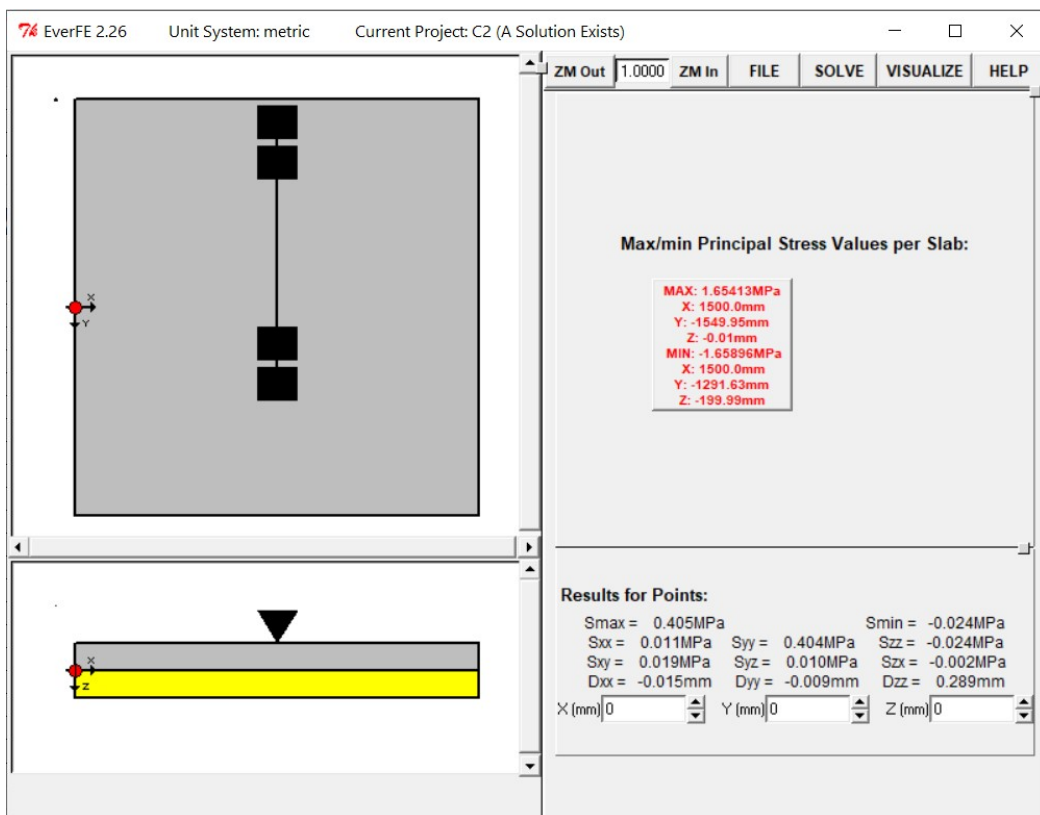 EverFE 2.26 Unit System: metric Current Project: C2 (A Solution Exists)
ZM Out 1.0000 ZM In FILE SOLVE VISUALIZE HELP
X
Y
X
Z
Max/min Principal Stress Values per Slab:
MAX: 1.65413MPa
X: 1500.0mm
Y: -1549.95mm
Z: -0.01mm
MIN: -1.65896MPa
X: 1500.0mm
Y: -1291.63mm
Z: -199.99mm
Results for Points:
Smax = 0.405MPa Smin = -0.024MPa
Sxx = 0.011MPa Syy = 0.404MPa Szz = -0.024MPa
Sxy = 0.019MPa Syz = 0.010MPa Szx = -0.002MPa
Dxx = -0.015mm Dyy = -0.009mm Dzz = 0.289mm
X (mm) 0 Y (mm) 0 Z (mm) 0